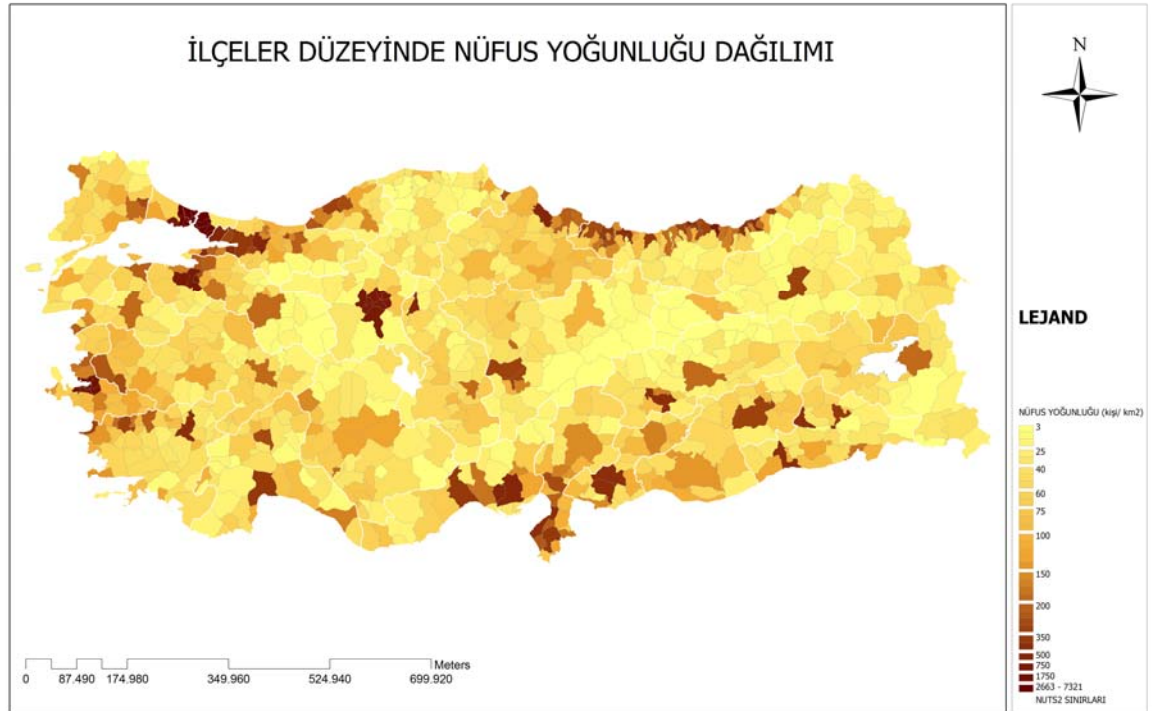 İLÇELER DÜZEYİNDE NÜFUS YOĞUNLUĞU DAĞILIMI
N
LEJAND
NÜFUS YOĞUNLUĞU (kişi/ km2)
3
25
40
60
75
100
150
200
350
500
750
1750
2663 - 7321
NUTS2 SINIRLARI
Meters
0 87.490 174.980 349.960 524.940 699.920